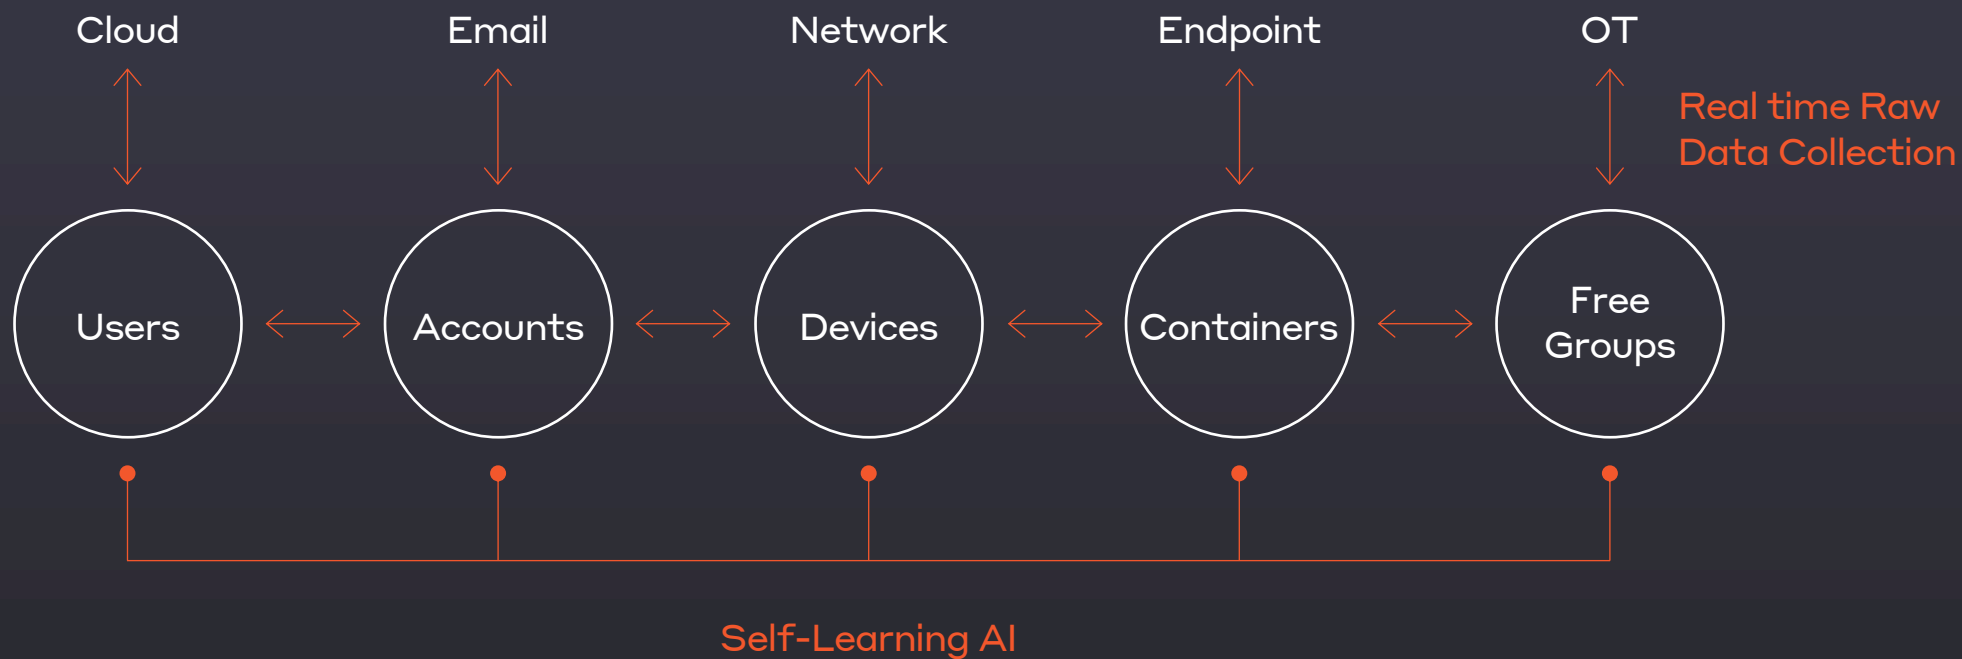 Cloud
Email
Network
Endpoint
OT
Real time Raw
Data Collection
Users
Accounts
Devices
Containers
Free
Groups
Self-Learning AI